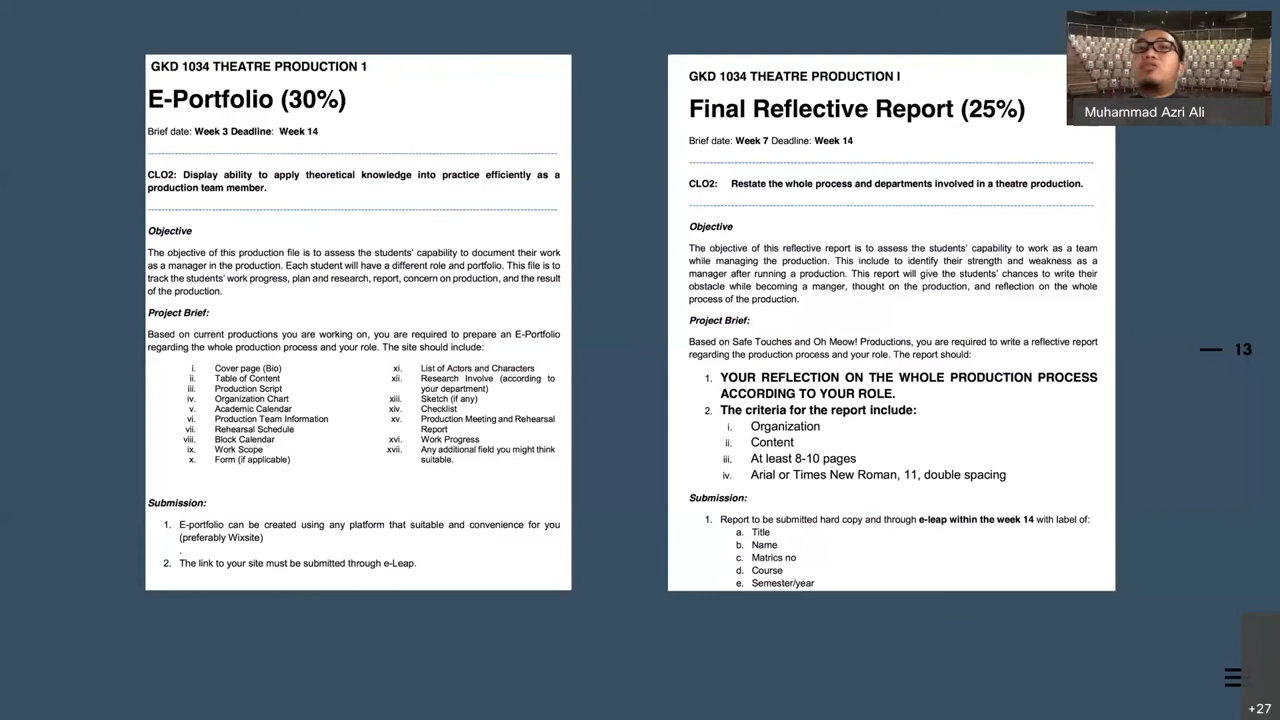 GKD 1034 THEATRE PRODUCTION 1
E-Portfolio (30%)
Brief date: Week 3 Deadline: Week 14
CLO2: Display ability to apply theoretical knowledge into practice efficiently as a
production team member.
Objective
The objective of this production file is to assess the students' capability to document their work
as a manager in the production. Each student will have a different role and portfolio. This file is to
track the students' work progress, plan and research, report, concern on production, and the result
of the production.
Project Brief:
Based on current productions you are working on, you are required to prepare an E-Portfolio
regarding the whole production process and your role. The site should include:
i. Cover page (Bio)
ii. Table of Content
iii. Production Script
iv. Organization Chart
v. Academic Calendar
vi. Production Team Information
vii. Rehearsal Schedule
viii. Block Calendar
ix. Work Scope
x. Form (if applicable)
xi. List of Actors and Characters
xii. Research Involve (according to
your department)
xiii. Sketch (if any)
xiv. Checklist
xv. Production Meeting and Rehearsal
Report
xvi. Work Progress
xvii. Any additional field you might think
suitable.
Submission:
1. E-portfolio can be created using any platform that suitable and convenience for you
(preferably Wixsite)
.
2. The link to your site must be submitted through e-Leap.
GKD 1034 THEATRE PRODUCTION I
Final Reflective Report (25%)
Brief date: Week 7 Deadline: Week 14
CLO2: Restate the whole process and departments involved in a theatre production.
Objective
The objective of this reflective report is to assess the students' capability to work as a team
while managing the production. This include to identify their strength and weakness as a
manager after running a production. This report will give the students' chances to write their
obstacle while becoming a manger, thought on the production, and reflection on the whole
process of the production.
Project Brief:
Based on Safe Touches and Oh Meow! Productions, you are required to write a reflective report
regarding the production process and your role. The report should:
1. YOUR REFLECTION ON THE WHOLE PRODUCTION PROCESS
ACCORDING TO YOUR ROLE.
2. The criteria for the report include:
i. Organization
ii. Content
iii. At least 8-10 pages
iv. Arial or Times New Roman, 11, double spacing
Submission:
1. Report to be submitted hard copy and through e-leap within the week 14 with label of:
a. Title
b. Name
c. Matrics no
d. Course
e. Semester/year
Muhammad Azri Ali
13
+27